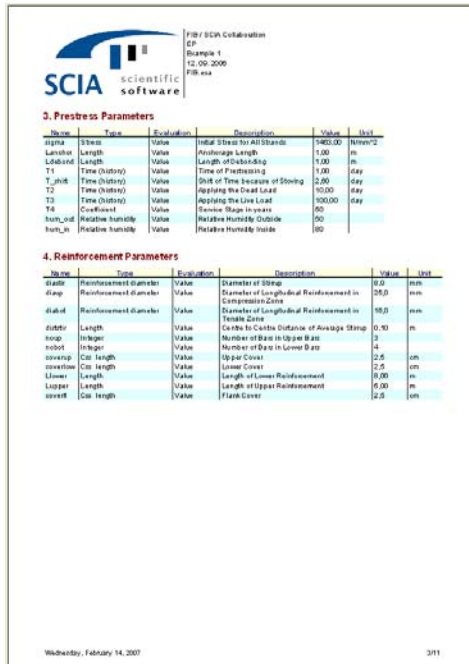 FIB / SCIA Collaboution
EP
Example 1
12. 09. 2006
FIB.esa
SCIA scientific
software
3. Prestress Parameters
Name Type Evaluation Description Value Unit
sigma Stress Value Initial Stress for All Strands 1460,00 N/mm^2
Lanchor Length Value Anchorage Length 1,00 m
Ldebond Length Value Length of Debonding 1,00 m
T1 Time (history) Value Time of Prestressing 1,00 day
T_shift Time (history) Value Shift of Time because of Stoving 2,60 day
T2 Time (history) Value Applying the Dead Load 10,00 day
T3 Time (history) Value Applying the Live Load 100,00 day
T4 Coefficient Value Service Stage in years 50
hum_out Relative humidity Value Relative Humidity Outside 50
hum_in Relative humidity Value Relative Humidity Inside 80
4. Reinforcement Parameters
Name Type Evaluation Description Value Unit
diastir Reinforcement diameter Value Diameter of Stirrup 8,0 mm
diaup Reinforcement diameter Value Diameter of Longitudinal Reinforcement in
Compression Zone 25,0 mm
diabot Reinforcement diameter Value Diameter of Longitudinal Reinforcement in
Tensile Zone 16,0 mm
distirtir Length Value Centre to Centre Distance of Average Stirrup 0,10 m
noup Integer Value Number of Bars in Upper Bars 3
nobot Integer Value Number of Bars in Lower Bars 4
coverup Css length Value Upper Cover 2,5 cm
coverlow Css length Value Lower Cover 2,5 cm
Llower Length Value Length of Lower Reinforcement 8,00 m
Lupper Length Value Length of Upper Reinforcement 6,00 m
coverfl Css length Value Flank Cover 2,5 cm
Wednesday, February 14, 2007 3/11